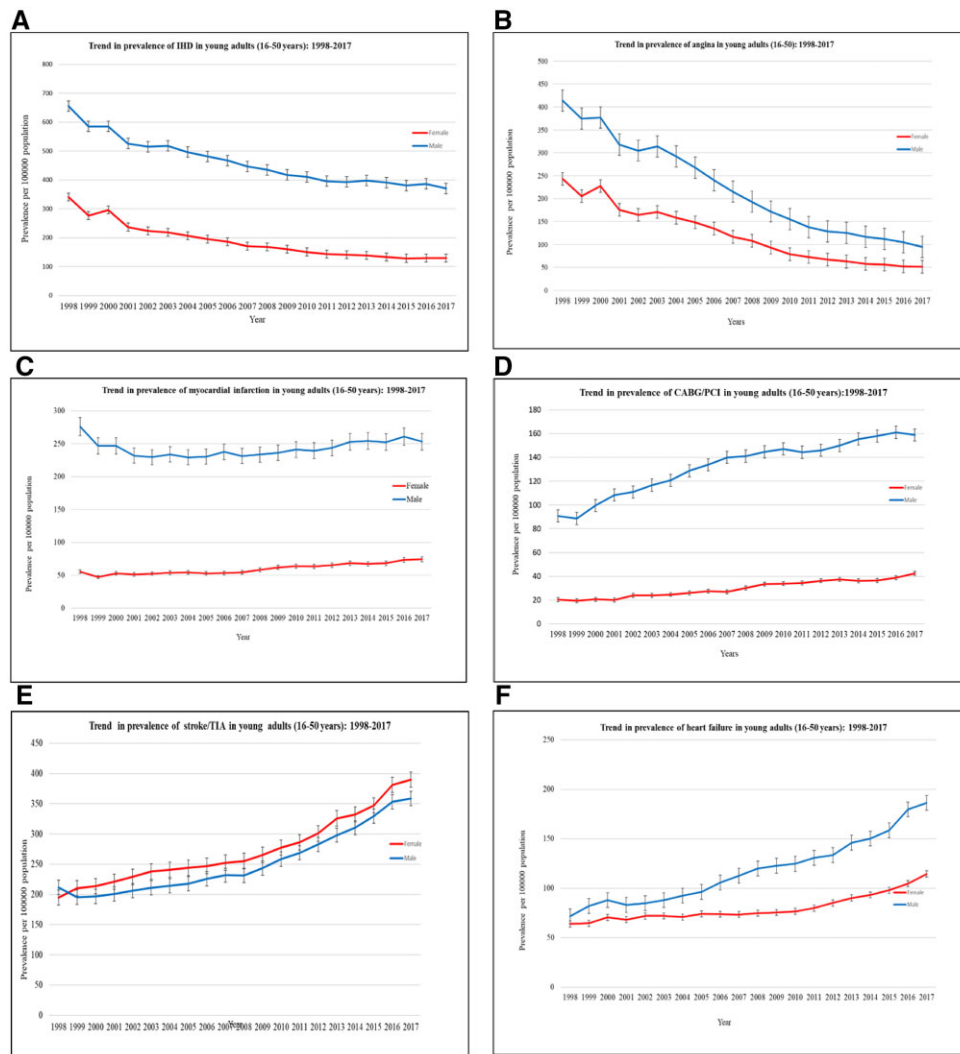 A
Trend in prevalence of IHD in young adults (16-50 years): 1998-2017
Prevalence per 100000 population
800
700
600
500
400
300
200
100
0
Female
Male
1998 1999 2000 2001 2002 2003 2004 2005 2006 2007 2008 2009 2010 2011 2012 2013 2014 2015 2016 2017
Year
B
Trend in prevalence of angina in young adults (16-50): 1998-2017
Prevalence per 100000 population
500
450
400
350
300
250
200
150
100
50
0
Female
Male
1998 1999 2000 2001 2002 2003 2004 2005 2006 2007 2008 2009 2010 2011 2012 2013 2014 2015 2016 2017
Years
C
Trend in prevalence of myocardial infarction in young adults (16-50 years): 1998-2017
Prevalence per 100000 population
300
250
200
150
100
50
0
Female
Male
1998 1999 2000 2001 2002 2003 2004 2005 2006 2007 2008 2009 2010 2011 2012 2013 2014 2015 2016 2017
Year
D
Trend in prevalence of CABG/PCI in young adults (16-50 years):1998-2017
Prevalence per 100000 population
180
160
140
120
100
80
60
40
20
0
Female
Male
1998 1999 2000 2001 2002 2003 2004 2005 2006 2007 2008 2009 2010 2011 2012 2013 2014 2015 2016 2017
Years
E
Trend in prevalence of stroke/TIA in young adults (16-50 years): 1998-2017
Prevalence per 100000 population
450
400
350
300
250
200
150
100
50
0
Female
Male
1998 1999 2000 2001 2002 2003 2004 2005 2006 2007 2008 2009 2010 2011 2012 2013 2014 2015 2016 2017
Year
F
Trend in prevalence of heart failure in young adults (16-50 years): 1998-2017
Prevalence per 100000 population
250
200
150
100
50
0
Female
Male
1998 1999 2000 2001 2002 2003 2004 2005 2006 2007 2008 2009 2010 2011 2012 2013 2014 2015 2016 2017
Year